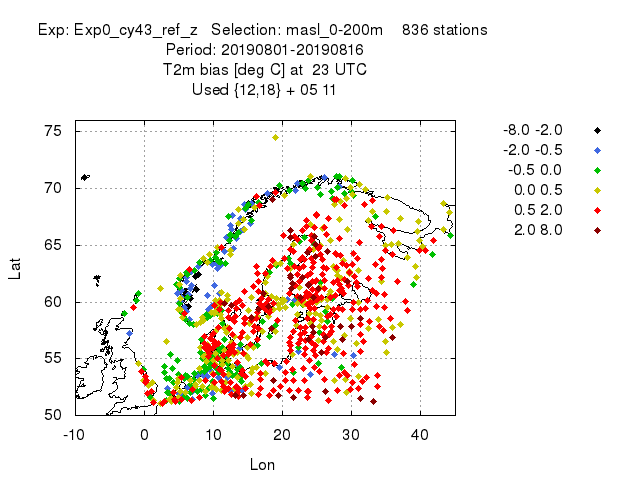 Exp: Exp0_cy43_ref_z Selection: masl_0-200m 836 stations
Period: 20190801-20190816
T2m bias [deg C] at 23 UTC
Used {12,18} + 05 11
75
70
65
60
55
50
-10 0 10 20 30 40
Lat
Lon
-8.0 -2.0
-2.0 -0.5
-0.5 0.0
0.0 0.5
0.5 2.0
2.0 8.0